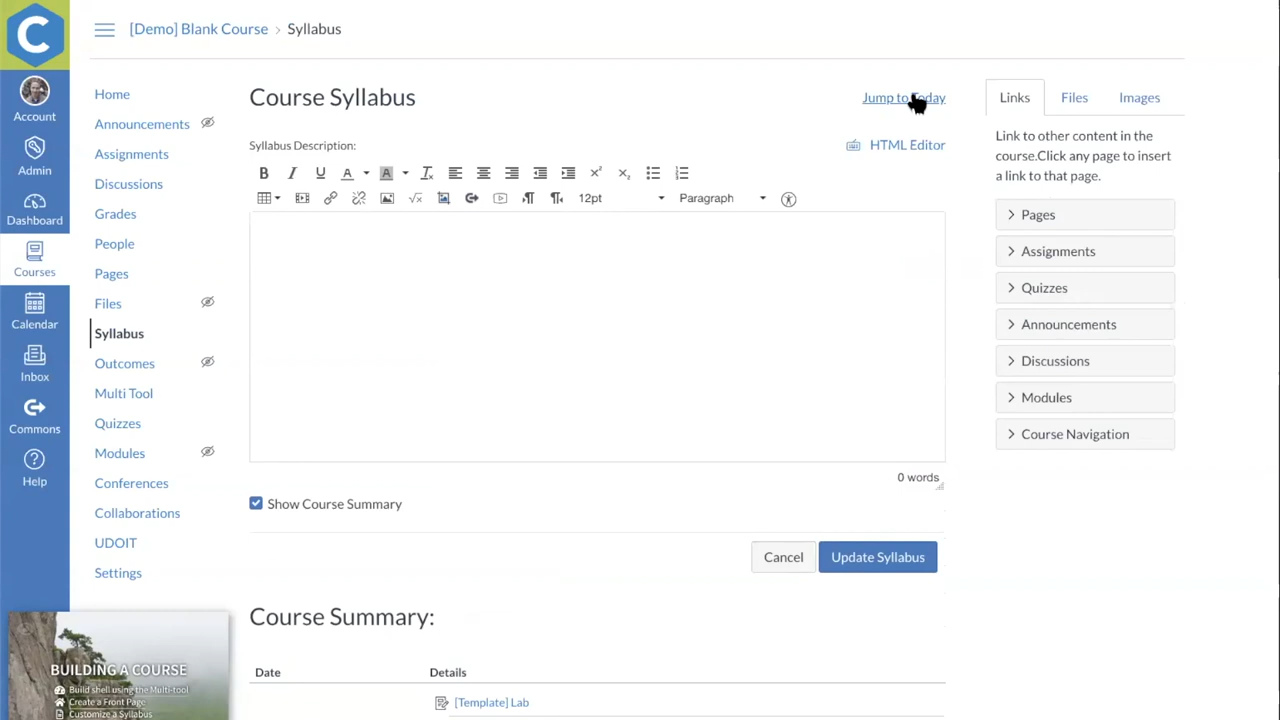 [Demo] Blank Course > Syllabus
Account
Admin
Dashboard
Courses
Calendar
Inbox
Commons
Help
Home
Announcements
Assignments
Discussions
Grades
People
Pages
Files
Syllabus
Outcomes
Multi Tool
Quizzes
Modules
Conferences
Collaborations
UDOIT
Settings
Course Syllabus
Jump to Today
Syllabus Description:
HTML Editor
12pt
Paragraph
0 words
Show Course Summary
Cancel
Update Syllabus
Course Summary:
Date Details
[Template] Lab
Links
Files
Images
Link to other content in the
course.Click any page to insert
a link to that page.
Pages
Assignments
Quizzes
Announcements
Discussions
Modules
Course Navigation
BUILDING A COURSE
Build shell using the Multi-tool
Create a Front Page
Customize a Syllabus